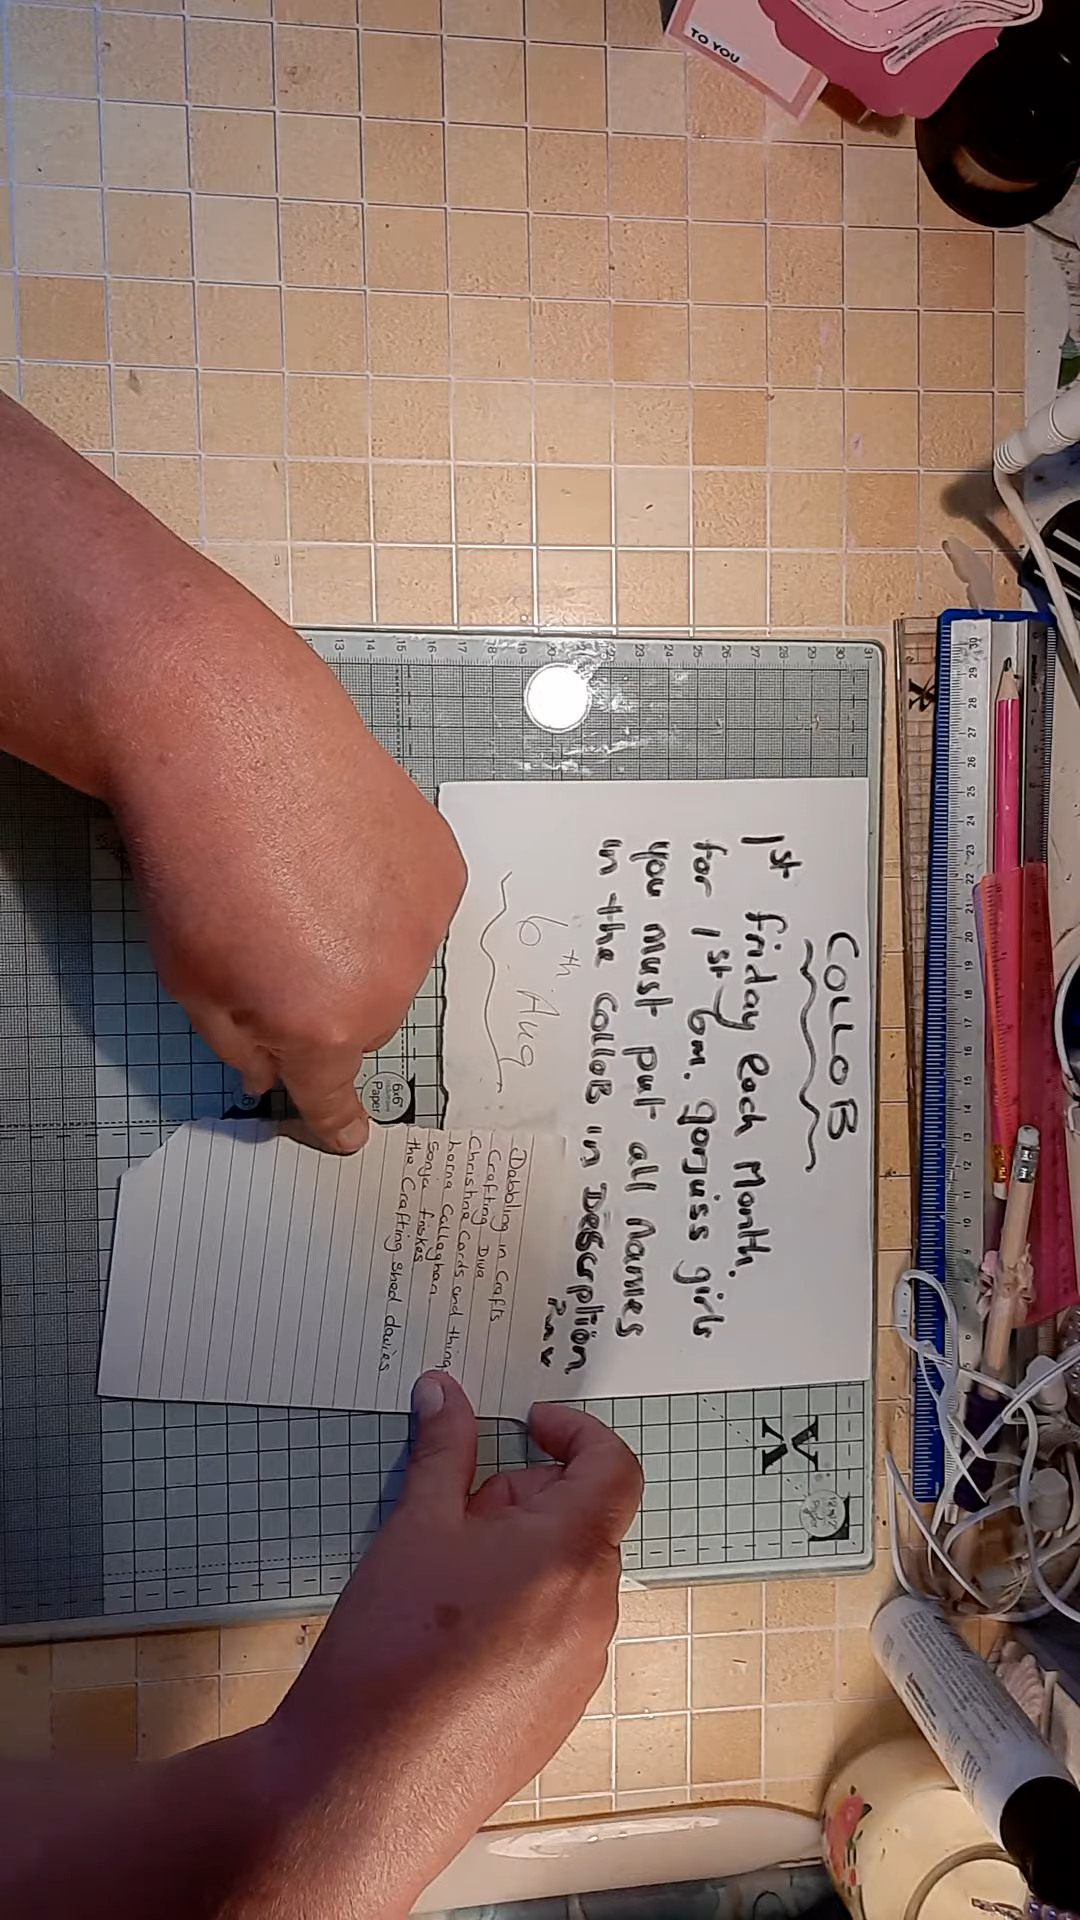 COLLOB
1st friday Each Month.
for 1st 6m. gorjuss girls
you must put all names
in the colloB in Description
6th Aug
Dabbling in Crafts
Crafting Diva
Christine Cards and things
Lorna Callaghan
Sonja
the Crafting shed davies
TO YOU
6x6"
Paper